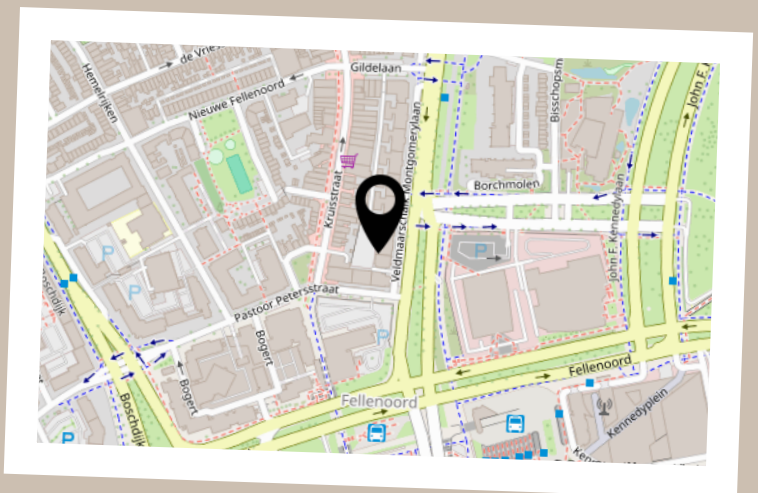 de Vries
Gildelaan
Hemelrijken
Nieuwe Fellenoord
Bisschopsm
John F.
Kruisstraat
Veldmaarschalk Montgomerylaan
Borchmolen
John F. Kennedylaan
P
P
P
Boschdijk
Pastoor Petersstraat
P
Bogert
Bogert
Fellenoord
Fellenoord
Boschdijk
Kennedyplein
P
Ken